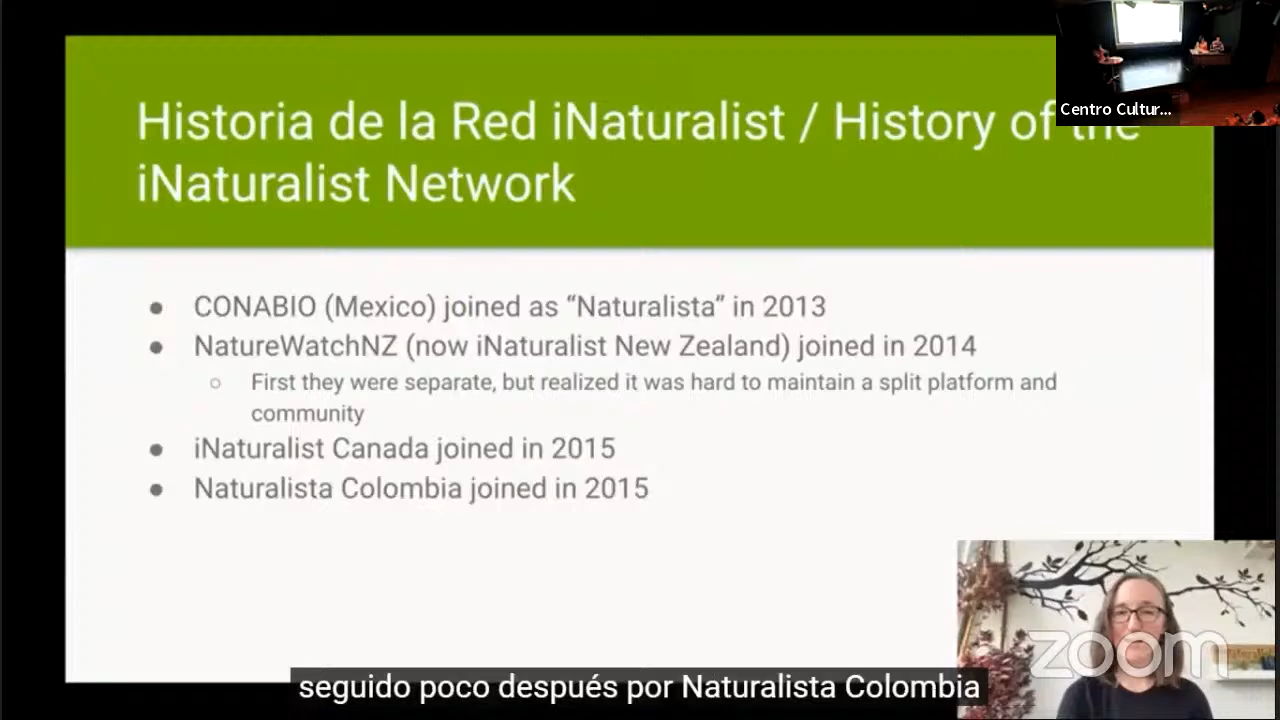 Centro Cultur...
Historia de la Red iNaturalist / History of the
iNaturalist Network
● CONABIO (Mexico) joined as “Naturalista” in 2013
● NatureWatchNZ (now iNaturalist New Zealand) joined in 2014
○ First they were separate, but realized it was hard to maintain a split platform and
community
● iNaturalist Canada joined in 2015
● Naturalista Colombia joined in 2015
zoom
seguido poco después por Naturalista Colombia